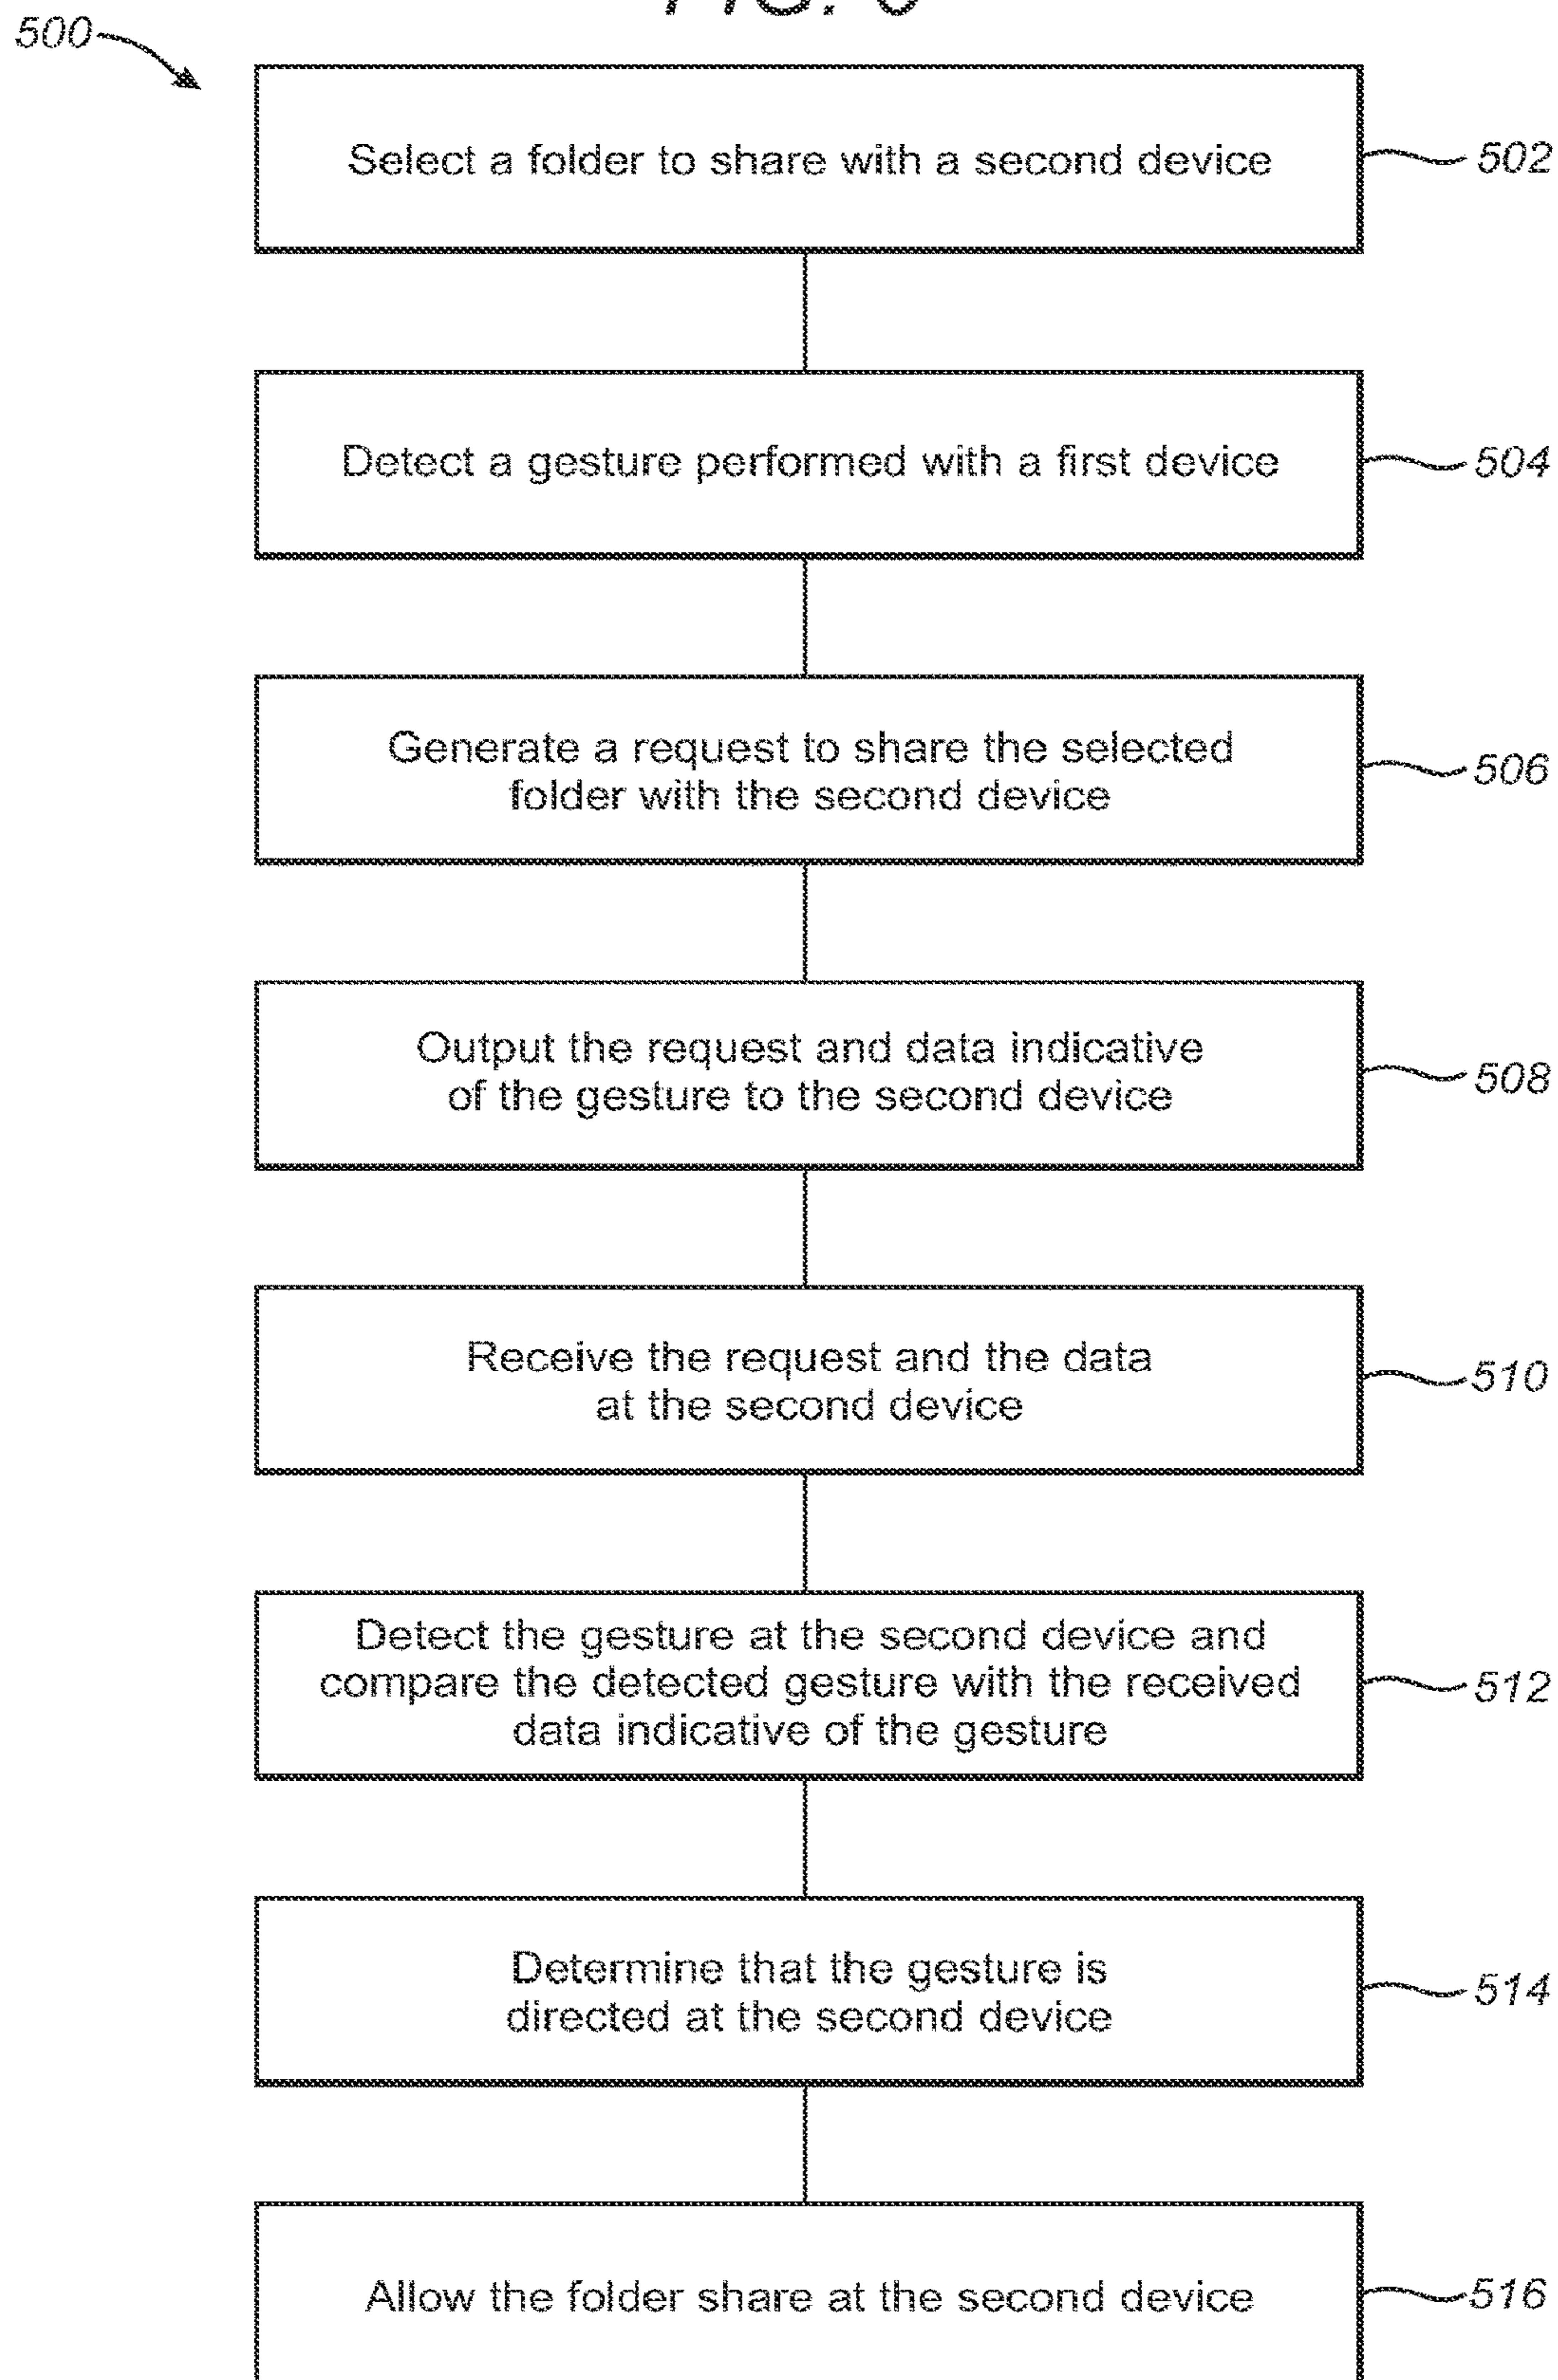 500
Select a folder to share with a second device
502
Detect a gesture performed with a first device
504
Generate a request to share the selected
folder with the second device
506
Output the request and data indicative
of the gesture to the second device
508
Receive the request and the data
at the second device
510
Detect the gesture at the second device and
compare the detected gesture with the received
data indicative of the gesture
512
Determine that the gesture is
directed at the second device
514
Allow the folder share at the second device
516